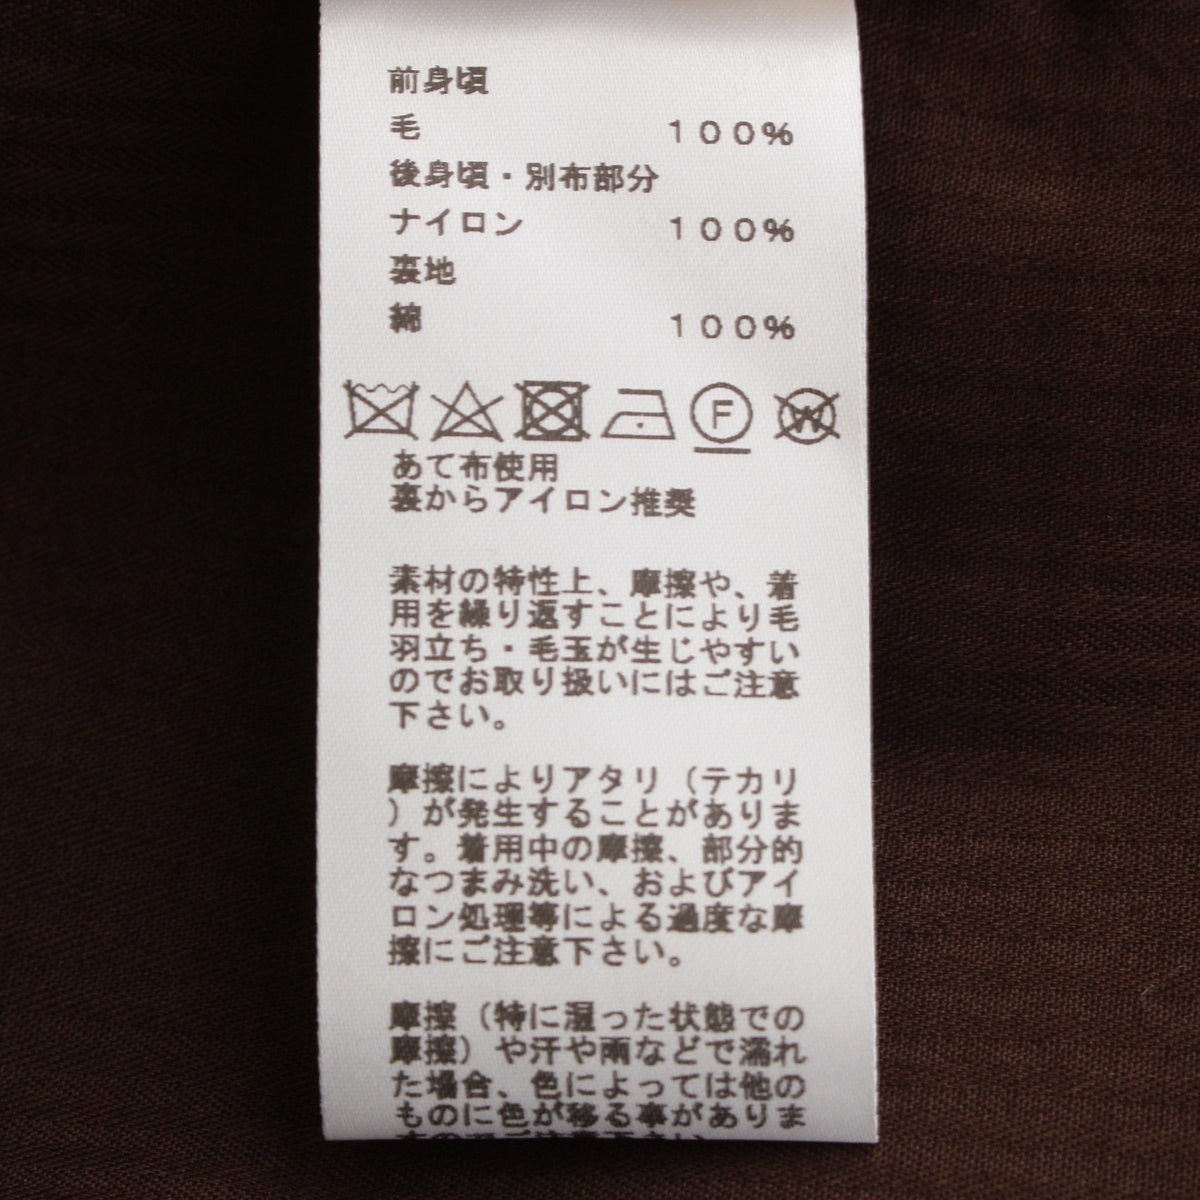 前身頃
毛 １００％
後身頃・別布部分
ナイロン １００％
裏地
綿 １００％
F W
あて布使用
裏からアイロン推奨
素材の特性上、摩擦や、着
用を繰り返すことにより毛
羽立ち・毛玉が生じやすい
のでお取り扱いにはご注意
下さい。
摩擦によりアタリ（テカリ
）が発生することがありま
す。着用中の摩擦、部分的
なつまみ洗い、およびアイ
ロン処理等による過度な摩
擦にご注意下さい。
摩擦（特に湿った状態での
摩擦）や汗や雨などで濡れ
た場合、色によっては他の
ものに色が移る事がありま